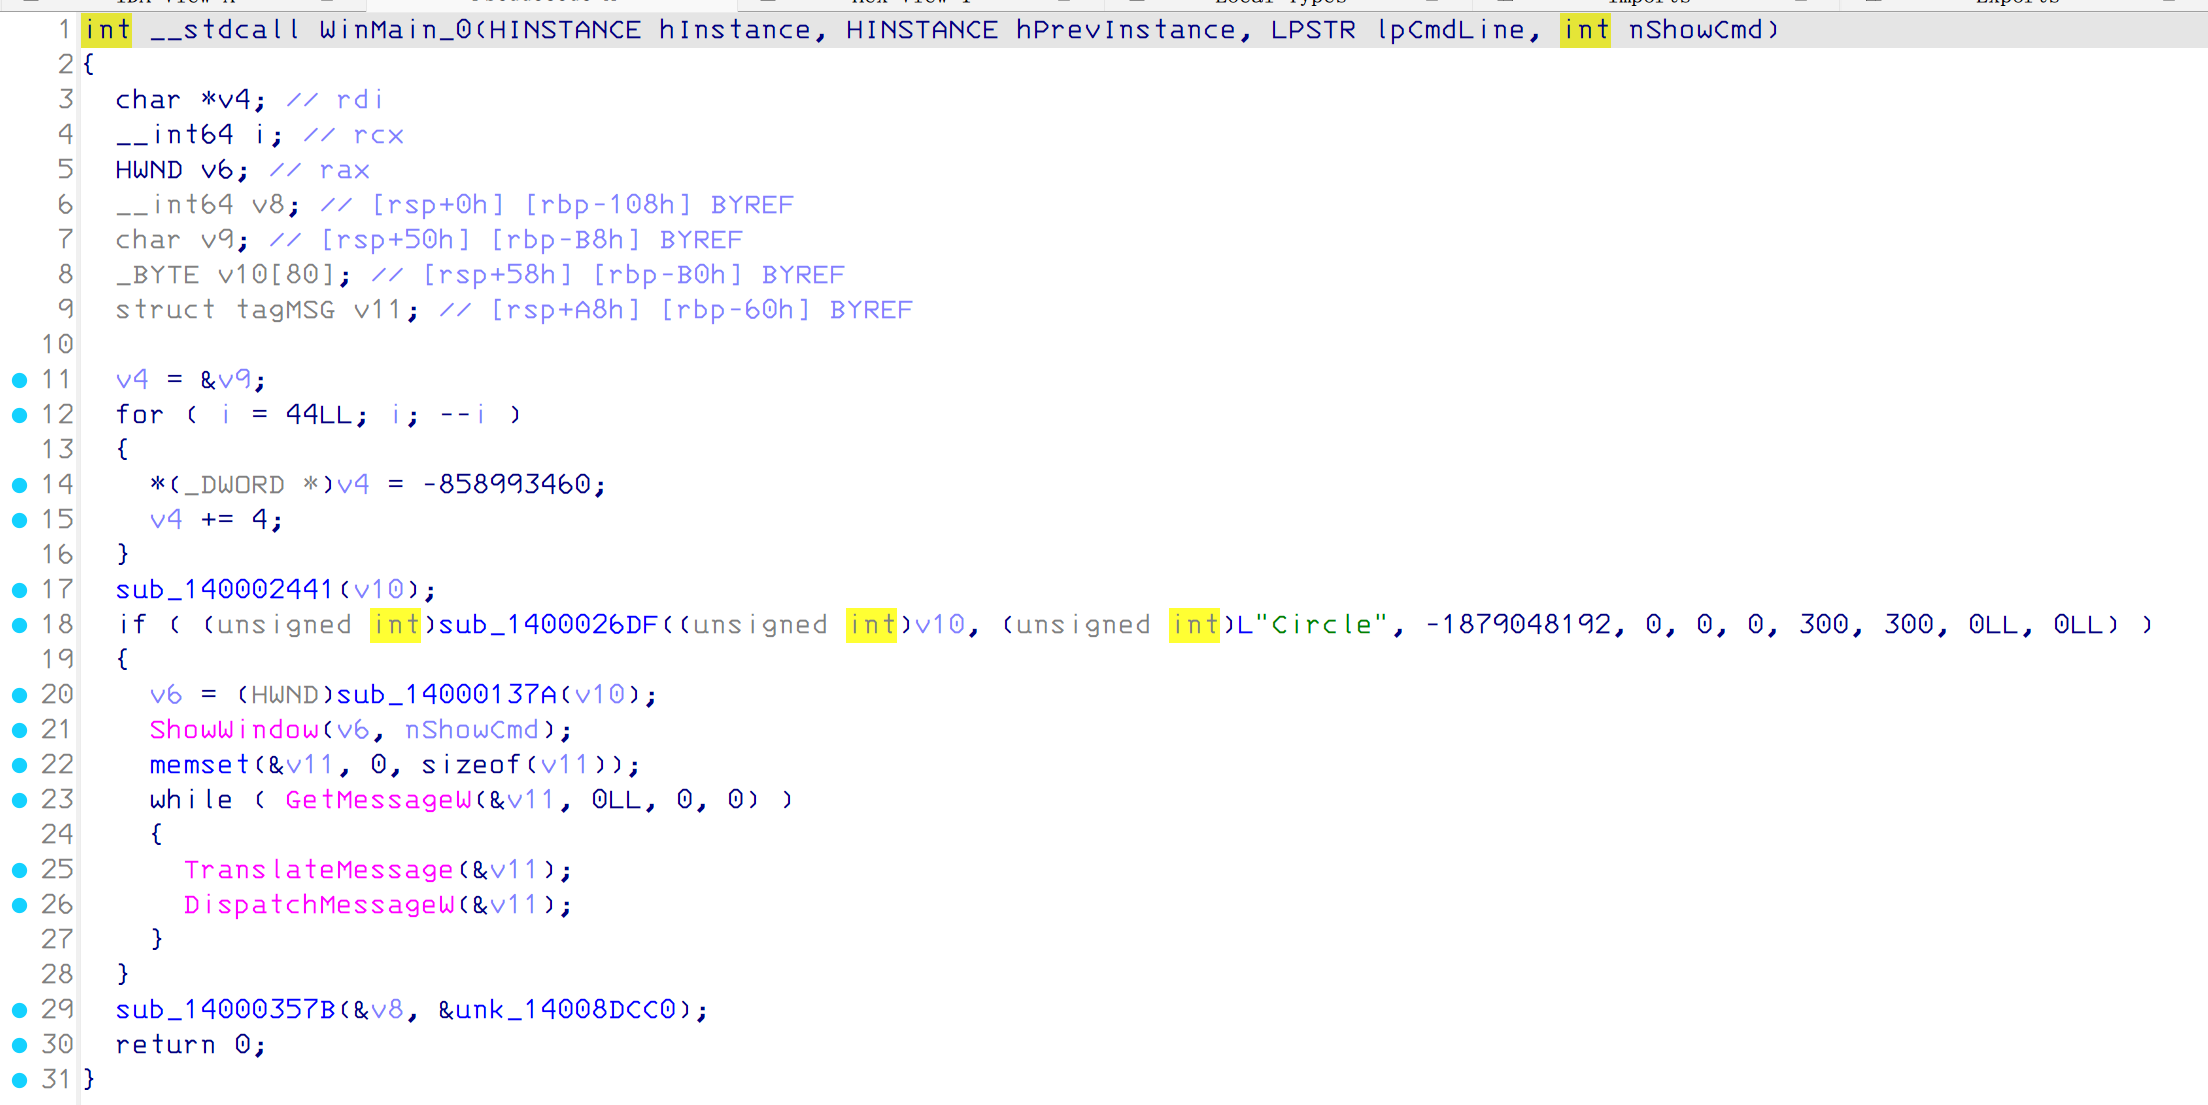 1 int __stdcall WinMain_0(HINSTANCE hInstance, HINSTANCE hPrevInstance, LPSTR lpCmdLine, int nShowCmd)
2 {
3 char *v4; // rdi
4 __int64 i; // rcx
5 HWND v6; // rax
6 __int64 v8; // [rsp+0h] [rbp-108h] BYREF
7 char v9; // [rsp+50h] [rbp-B8h] BYREF
8 _BYTE v10[80]; // [rsp+58h] [rbp-B0h] BYREF
9 struct tagMSG v11; // [rsp+A8h] [rbp-60h] BYREF
10
11 v4 = &v9;
12 for ( i = 44LL; i; --i )
13 {
14 *(_DWORD *)v4 = -858993460;
15 v4 += 4;
16 }
17 sub_140002441(v10);
18 if ( (unsigned int)sub_1400026DF((unsigned int)v10, (unsigned int)L"Circle", -1879048192, 0, 0, 0, 300, 300, 0LL, 0LL) )
19 {
20 v6 = (HWND)sub_14000137A(v10);
21 ShowWindow(v6, nShowCmd);
22 memset(&v11, 0, sizeof(v11));
23 while ( GetMessageW(&v11, 0LL, 0, 0) )
24 {
25 TranslateMessage(&v11);
26 DispatchMessageW(&v11);
27 }
28 }
29 sub_14000357B(&v8, &unk_14008DCC0);
30 return 0;
31 }